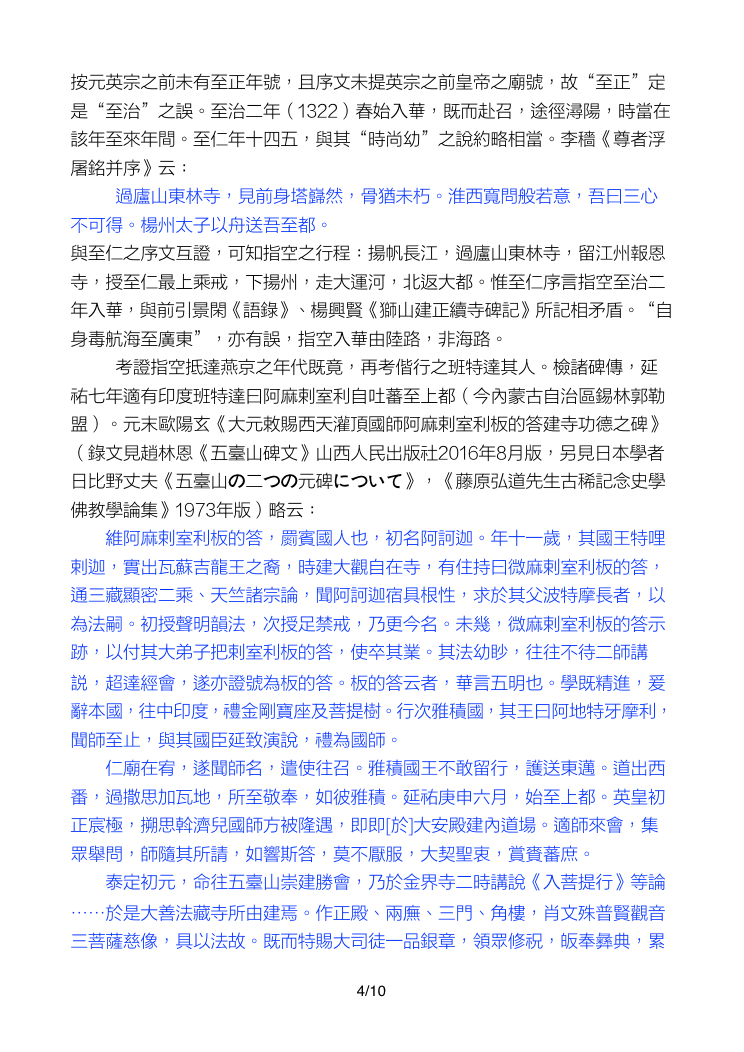 按元英宗之前未有至正年號，且序文未提英宗之前皇帝之廟號，故“至正”定
是“至治”之誤。至治二年（1322）春始入華，既而赴召，途徑潯陽，時當在
該年至來年間。至仁年十四五，與其“時尚幼”之說約略相當。李穡《尊者浮
屠銘并序》云：
過廬山東林寺，見前身塔巋然，骨猶未朽。淮西寬問般若意，吾曰三心
不可得。楊州太子以舟送吾至都。
與至仁之序文互證，可知指空之行程：揚帆長江，過廬山東林寺，留江州報恩
寺，授至仁最上乘戒，下揚州，走大運河，北返大都。惟至仁序言指空至治二
年入華，與前引景閑《語錄》、楊興賢《獅山建正續寺碑記》所記相矛盾。“自
身毒航海至廣東”，亦有誤，指空入華由陸路，非海路。
考證指空抵達燕京之年代既竟，再考偕行之班特達其人。檢諸碑傳，延
祐七年適有印度班特達曰阿麻剌室利自吐蕃至上都（今內蒙古自治區錫林郭勒
盟）。元末歐陽玄《大元敕賜西天灌頂國師阿麻剌室利板的答建寺功德之碑》
（錄文見趙林恩《五臺山碑文》山西人民出版社2016年8月版，另見日本學者
日比野丈夫《五臺山の二つの元碑について》，《藤原弘道先生古稀記念史學
佛教學論集》1973年版）略云：
維阿麻剌室利板的答，罽賓國人也，初名阿訶迦。年十一歲，其國王特哩
剌迦，實出瓦蘇吉龍王之裔，時建大觀自在寺，有住持曰微麻剌室利板的答，
通三藏顯密二乘、天竺諸宗論，聞阿訶迦宿具根性，求於其父波特摩長者，以
為法嗣。初授聲明韻法，次授足禁戒，乃更今名。未幾，微麻剌室利板的答示
跡，以付其大弟子把剌室利板的答，使卒其業。其法幼眇，往往不待二師講
説，超達經會，遂亦證號為板的答。板的答云者，華言五明也。學既精進，爰
辭本國，往中印度，禮金剛寶座及菩提樹。行次雅積國，其王曰阿地特牙摩利，
聞師至止，與其國臣延致演說，禮為國師。
仁廟在宥，遂聞師名，遣使往召。雅積國王不敢留行，護送東邁。道出西
番，過撒思加瓦地，所至敬奉，如彼雅積。延祐庚申六月，始至上都。英皇初
正宸極，搠思斡濟兒國師方被隆遇，即即[於]大安殿建內道場。適師來會，集
眾舉問，師隨其所請，如響斯答，莫不厭服，大契聖衷，賞賚蕃庶。
泰定初元，命往五臺山崇建勝會，乃於金界寺二時講說《入菩提行》等論
……於是大善法藏寺所由建焉。作正殿、兩廡、三門、角樓，肖文殊普賢觀音
三菩薩慈像，具以法故。既而特賜大司徒一品銀章，領眾修祝，皈奉彝典，累
4/10